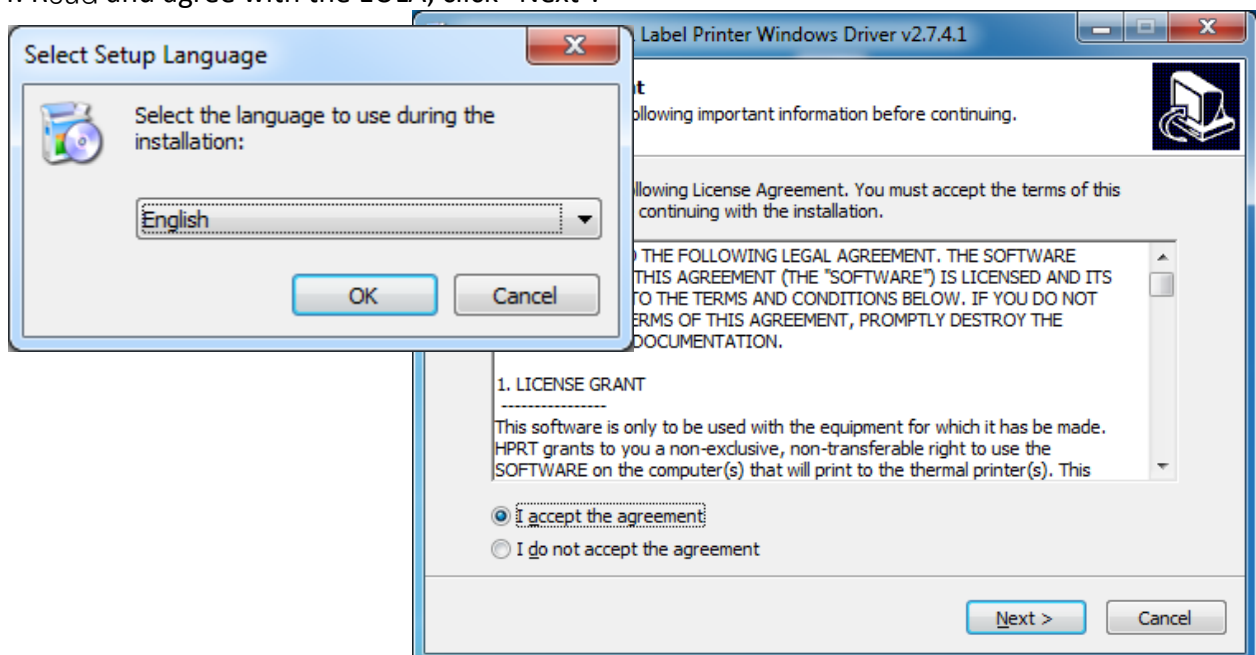 and agree with the EULA, click "Next".
Select Setup Language
Select the language to use during the
installation:
English
OK
Cancel
Label Printer Windows Driver v2.7.4.1
following important information before continuing.
following License Agreement. You must accept the terms of this
continuing with the installation.
THE FOLLOWING LEGAL AGREEMENT. THE SOFTWARE
THIS AGREEMENT (THE "SOFTWARE") IS LICENSED AND ITS
TO THE TERMS AND CONDITIONS BELOW. IF YOU DO NOT
TERMS OF THIS AGREEMENT, PROMPTLY DESTROY THE
DOCUMENTATION.
1. LICENSE GRANT
----------------
This software is only to be used with the equipment for which it has be made.
HPRT grants to you a non-exclusive, non-transferable right to use the
SOFTWARE on the computer(s) that will print to the thermal printer(s). This
I accept the agreement
I do not accept the agreement
Next >
Cancel